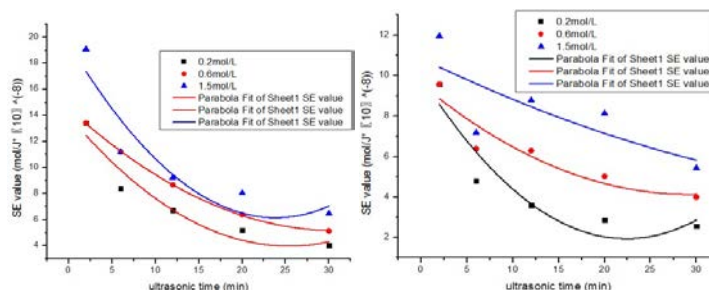 20
18
16
14
12
10
8
6
4
SE value (mol/J* 〖[10]〗^(-8))
0.2mol/L
0.6mol/L
1.5mol/L
Parabola Fit of Sheet1 SE value
Parabola Fit of Sheet1 SE value
Parabola Fit of Sheet1 SE value
0 5 10 15 20 25 30
ultrasonic time (min)
12
10
8
6
4
2
SE value (mol/J* 〖[10]〗^(-8))
0.2mol/L
0.6mol/L
1.5mol/L
Parabola Fit of Sheet1 SE value
Parabola Fit of Sheet1 SE value
Parabola Fit of Sheet1 SE value
0 5 10 15 20 25 30
ultrasonic time (min)